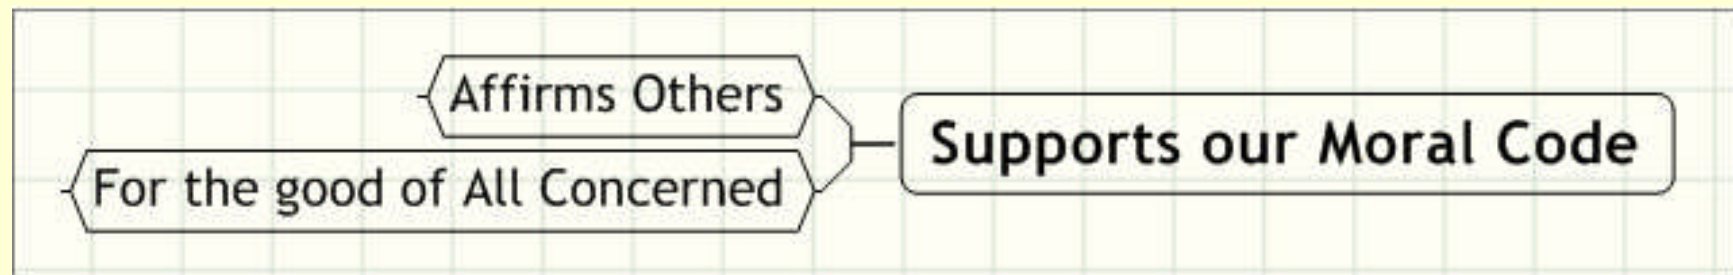 Affirms Others
For the good of All Concerned
Supports our Moral Code